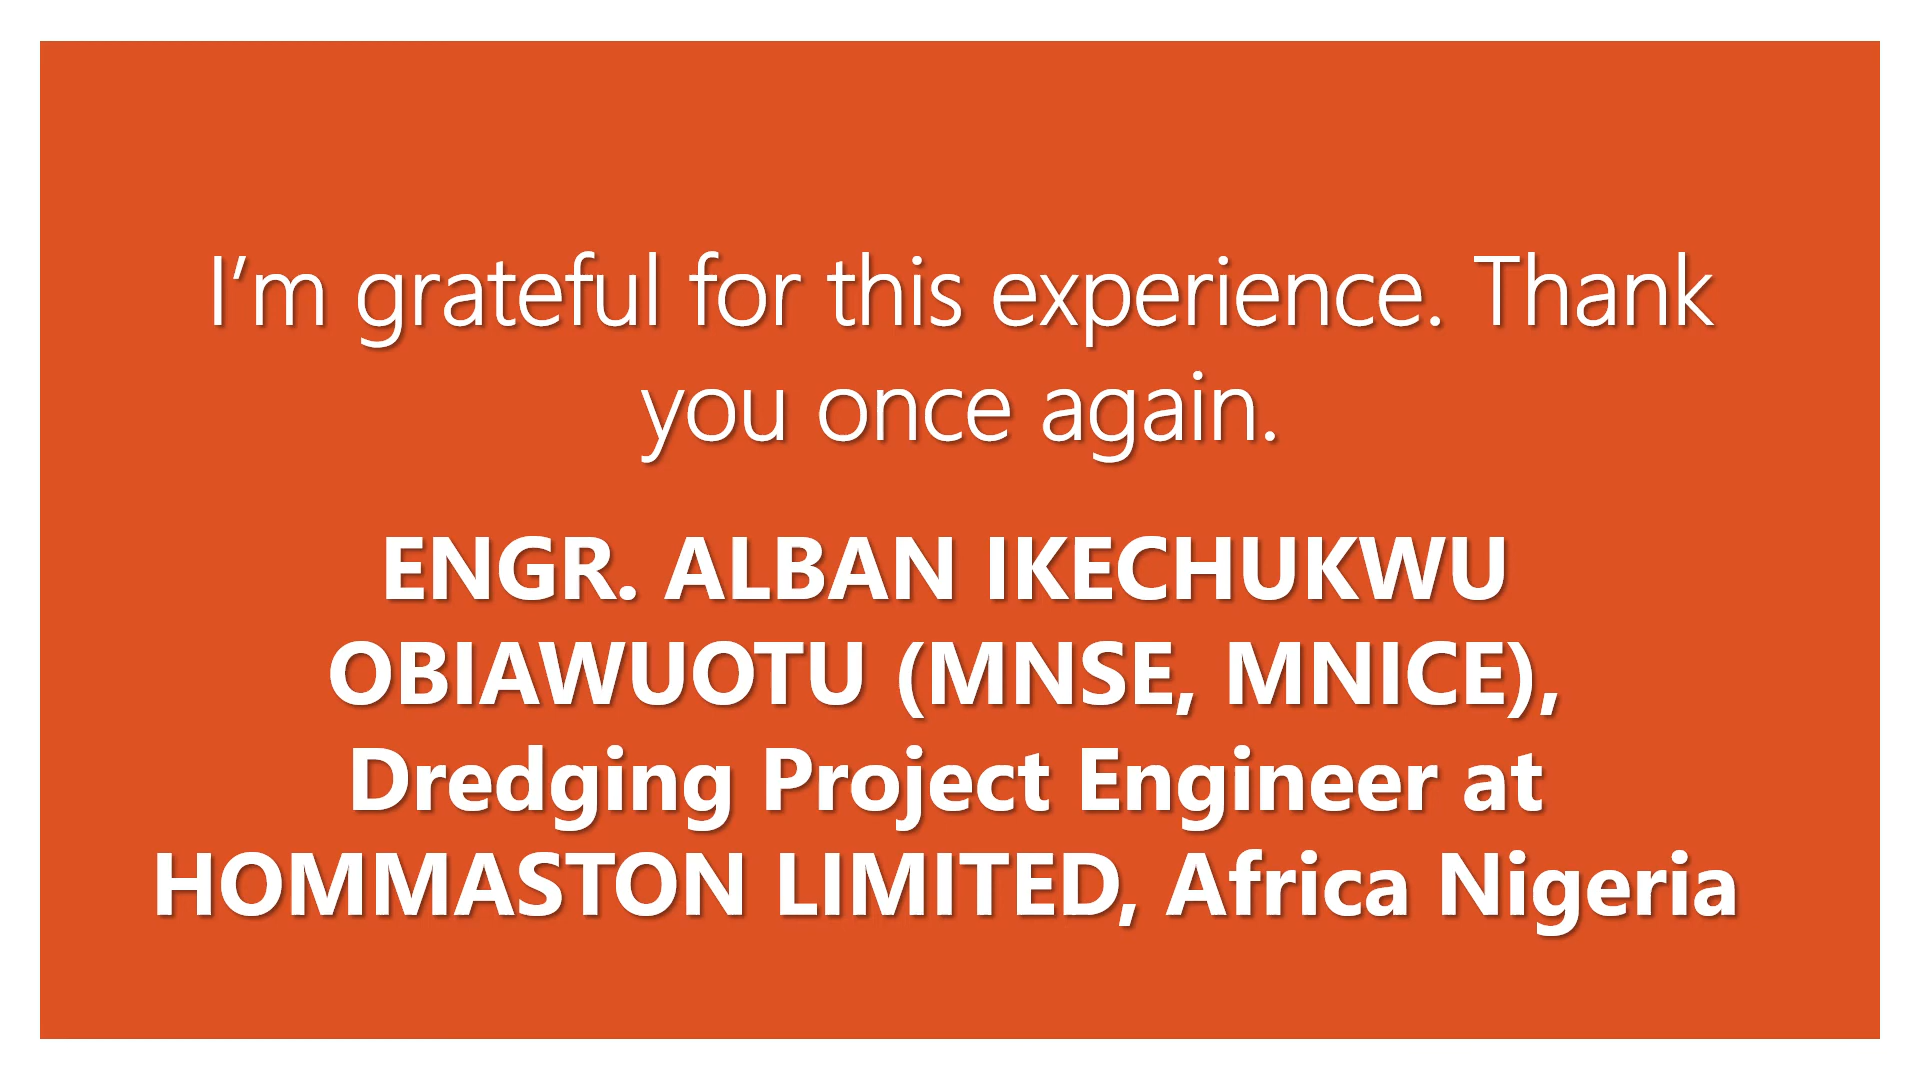 I’m grateful for this experience. Thank
you once again.
ENGR. ALBAN IKECHUKWU
OBIAWUOTU (MNSE, MNICE),
Dredging Project Engineer at
HOMMASTON LIMITED, Africa Nigeria